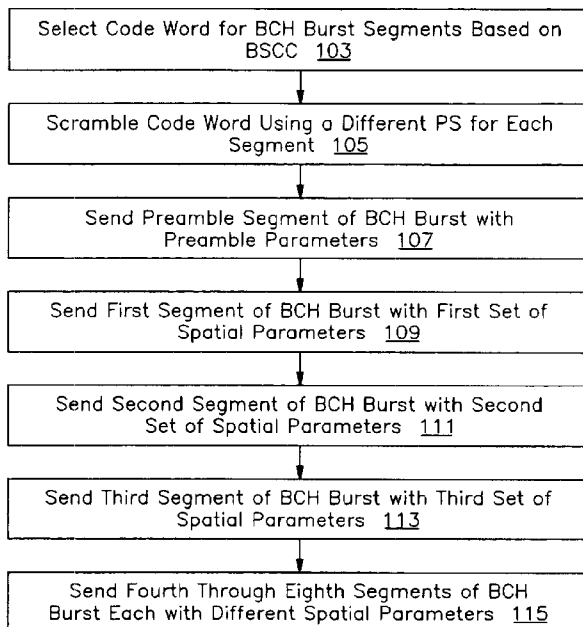 Select Code Word for BCH Burst Segments Based on
BSCC 103
Scramble Code Word Using a Different PS for Each
Segment 105
Send Preamble Segment of BCH Burst with
Preamble Parameters 107
Send First Segment of BCH Burst with First Set of
Spatial Parameters 109
Send Second Segment of BCH Burst with Second
Set of Spatial Parameters 111
Send Third Segment of BCH Burst with Third Set of
Spatial Parameters 113
Send Fourth Through Eighth Segments of BCH
Burst Each with Different Spatial Parameters 115